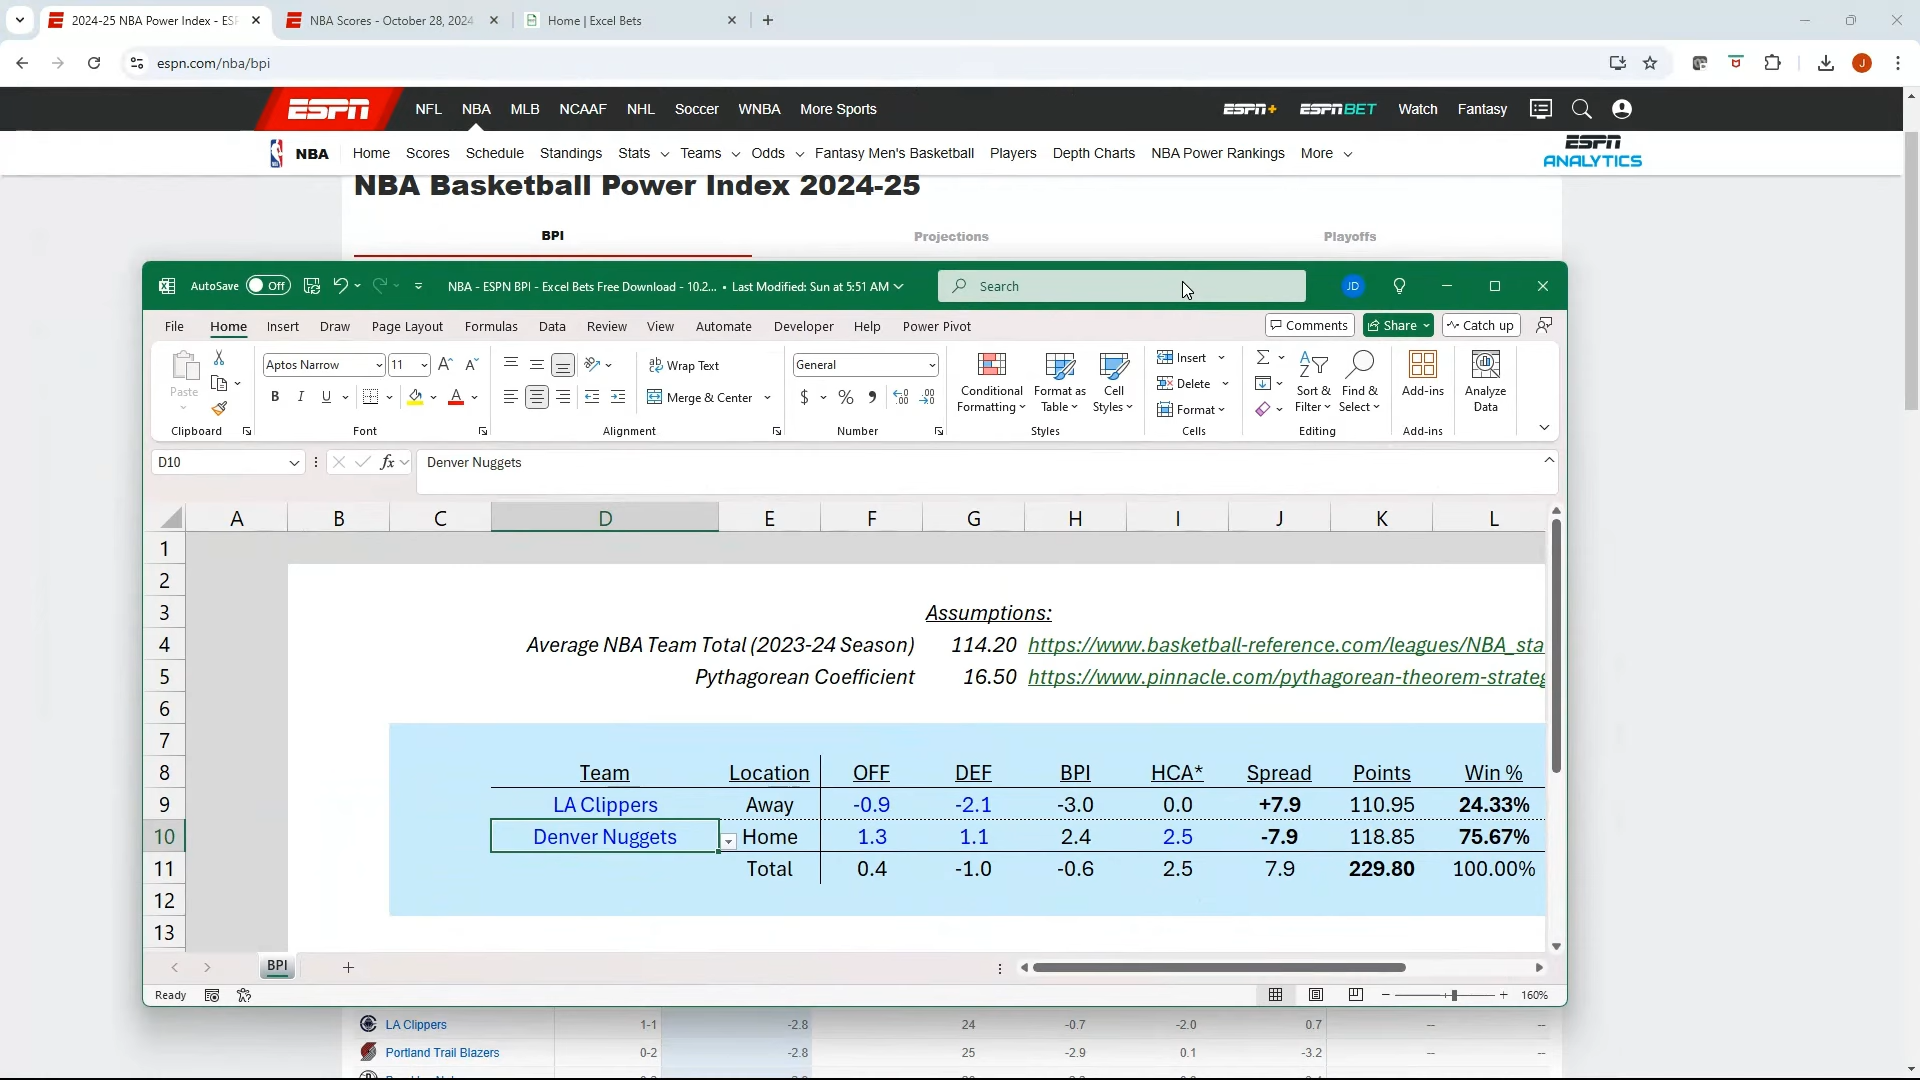 2024-25 NBA Power Index - ESP
NBA Scores - October 28, 2024
Home | Excel Bets
espn.com/nba/bpi
J
ESPN NFL NBA MLB NCAAF NHL Soccer WNBA More Sports ESPN+ ESPN BET Watch Fantasy
NBA Home Scores Schedule Standings Stats Teams Odds Fantasy Men's Basketball Players Depth Charts NBA Power Rankings More ESPN ANALYTICS
NBA Basketball Power Index 2024-25
BPI Projections Playoffs
AutoSave Off NBA - ESPN BPI - Excel Bets Free Download - 10.2... • Last Modified: Sun at 5:51 AM Search JD
File Home Insert Draw Page Layout Formulas Data Review View Automate Developer Help Power Pivot Comments Share Catch up
Paste Aptos Narrow 11 Wrap Text General Insert
B I U A Merge & Center $ % Delete
Conditional Formatting Format as Table Cell Styles Format Sort & Filter Find & Select Add-ins Analyze Data
Clipboard Font Alignment Number Styles Cells Editing Add-ins
D10 fx Denver Nuggets
A B C D E F G H I J K L
1
2
3 Assumptions:
4 Average NBA Team Total (2023-24 Season) 114.20 https://www.basketball-reference.com/leagues/NBA_sta
5 Pythagorean Coefficient 16.50 https://www.pinnacle.com/pythagorean-theorem-strateg
6
7
8 Team Location OFF DEF BPI HCA* Spread Points Win %
9 LA Clippers Away -0.9 -2.1 -3.0 0.0 +7.9 110.95 24.33%
10 Denver Nuggets Home 1.3 1.1 2.4 2.5 -7.9 118.85 75.67%
11 Total 0.4 -1.0 -0.6 2.5 7.9 229.80 100.00%
12
13
BPI
Ready 160%
LA Clippers 1-1 -2.8 24 -0.7 -2.0 0.7 -- --
Portland Trail Blazers 0-2 -2.8 25 -2.9 0.1 -3.2 -- --